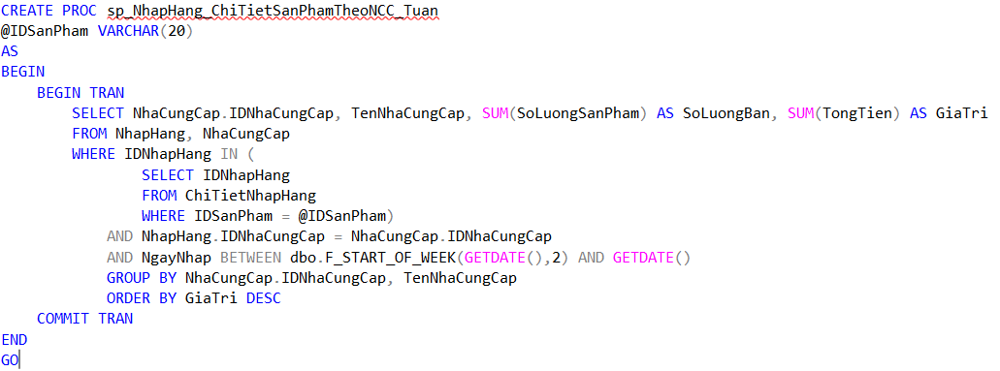 CREATE PROC sp_NhapHang_ChiTietSanPhamTheoNCC_Tuan
@IDSanPham VARCHAR(20)
AS
BEGIN
    BEGIN TRAN
        SELECT NhaCungCap.IDNhaCungCap, TenNhaCungCap, SUM(SoLuongSanPham) AS SoLuongBan, SUM(TongTien) AS GiaTri
        FROM NhapHang, NhaCungCap
        WHERE IDNhapHang IN (
                SELECT IDNhapHang
                FROM ChiTietNhapHang
                WHERE IDSanPham = @IDSanPham)
            AND NhapHang.IDNhaCungCap = NhaCungCap.IDNhaCungCap
            AND NgayNhap BETWEEN dbo.F_START_OF_WEEK(GETDATE(),2) AND GETDATE()
            GROUP BY NhaCungCap.IDNhaCungCap, TenNhaCungCap
            ORDER BY GiaTri DESC
    COMMIT TRAN
END
GO